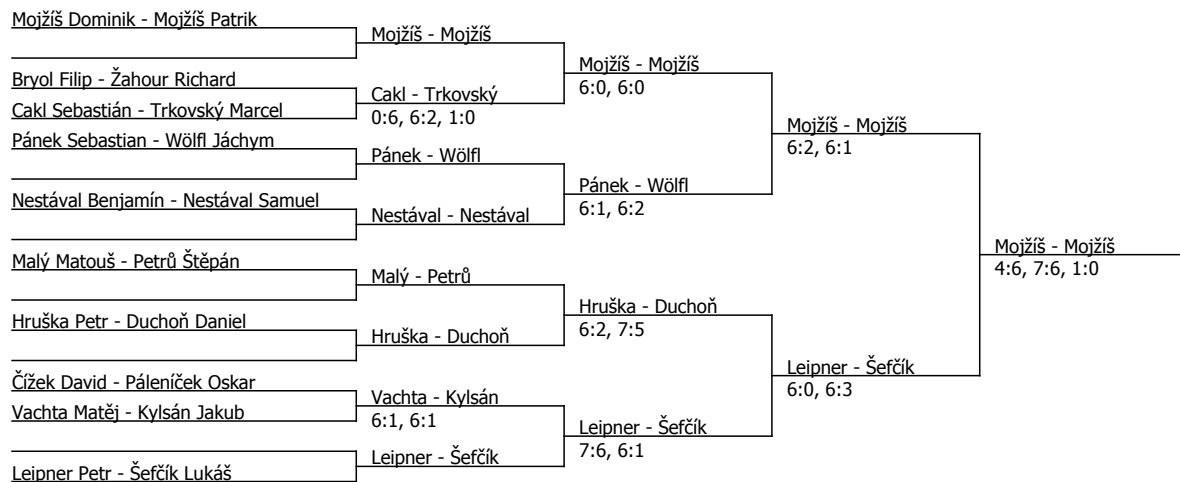 Mojžíš Dominik - Mojžíš Patrik
Bryol Filip - Žahour Richard
Cakl Sebastián - Trkovský Marcel
Pánek Sebastian - Wölfl Jáchym
Nestával Benjamín - Nestával Samuel
Malý Matouš - Petrů Štěpán
Hruška Petr - Duchoň Daniel
Čížek David - Páleníček Oskar
Vachta Matěj - Kylsán Jakub
Leipner Petr - Šefčík Lukáš
Mojžíš - Mojžíš
Cakl - Trkovský
0:6, 6:2, 1:0
Pánek - Wölfl
Nestával - Nestával
Malý - Petrů
Hruška - Duchoň
Vachta - Kylsán
6:1, 6:1
Leipner - Šefčík
Mojžíš - Mojžíš
6:0, 6:0
Pánek - Wölfl
6:1, 6:2
Hruška - Duchoň
6:2, 7:5
Leipner - Šefčík
7:6, 6:1
Mojžíš - Mojžíš
6:2, 6:1
Leipner - Šefčík
6:0, 6:3
Mojžíš - Mojžíš
4:6, 7:6, 1:0